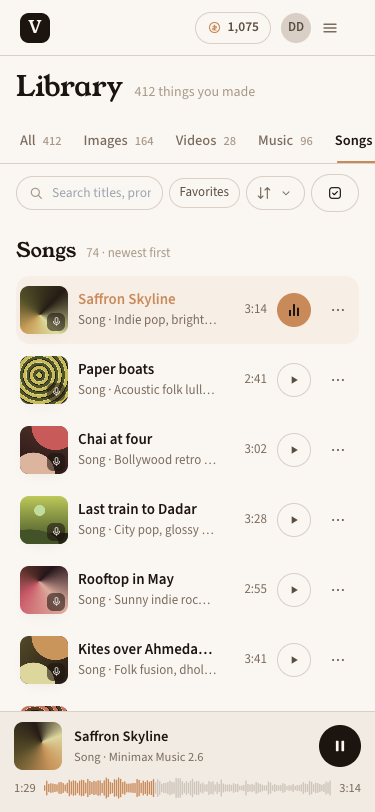 V
1,075
DD
Library 412 things you made
All 412 Images 164 Videos 28 Music 96 Songs
Search titles, pror
Favorites
Songs 74 · newest first
Saffron Skyline
Song · Indie pop, bright…
3:14
Paper boats
Song · Acoustic folk lull…
2:41
Chai at four
Song · Bollywood retro …
3:02
Last train to Dadar
Song · City pop, glossy …
3:28
Rooftop in May
Song · Sunny indie roc…
2:55
Kites over Ahmeda…
Song · Folk fusion, dhol…
3:41
Saffron Skyline
Song · Minimax Music 2.6
1:29
3:14